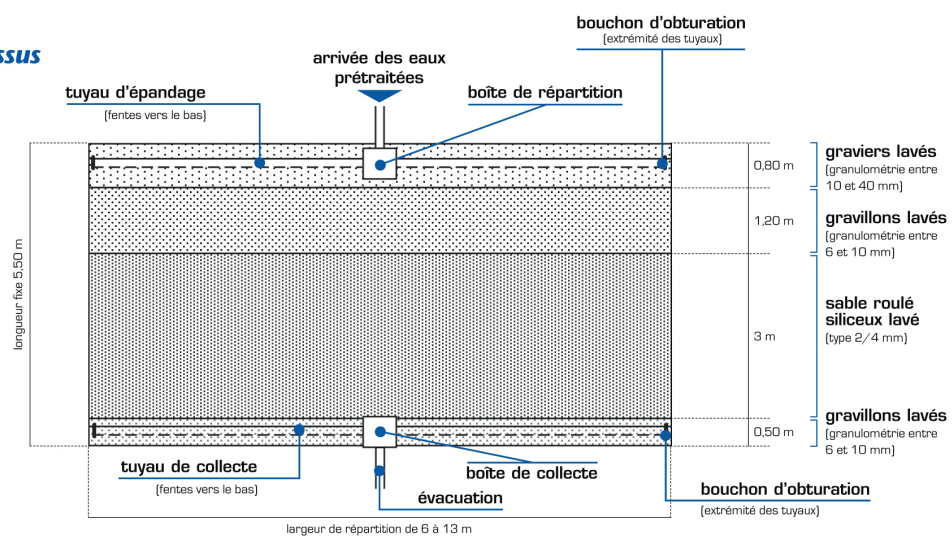 bouchon d'obturation
(extrémité des tuyaux)
arrivée des eaux
prétraitées
tuyau d'épandage
(fentes vers le bas)
boîte de répartition
0,80 m
graviers lavés
(granulométrie entre
10 et 40 mm)
1,20 m
gravillons lavés
(granulométrie entre
6 et 10 mm)
longueur fixe 5,50 m
3 m
sable roulé
siliceux lavé
(type 2/4 mm)
0,50 m
gravillons lavés
(granulométrie entre
6 et 10 mm)
tuyau de collecte
(fentes vers le bas)
boîte de collecte
évacuation
bouchon d'obturation
(extrémité des tuyaux)
largeur de répartition de 6 à 13 m